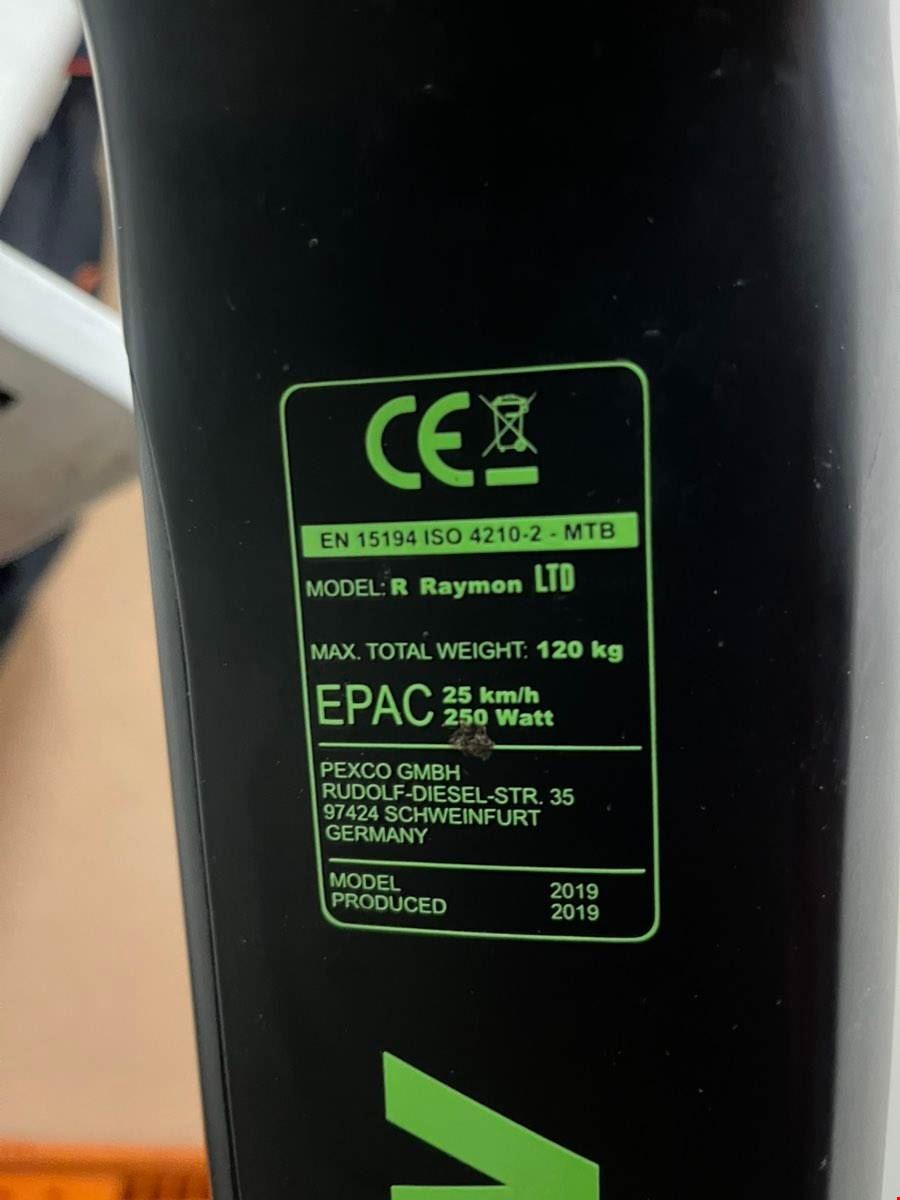 CE
EN 15194 ISO 4210-2 - MTB
MODEL: R Raymon LTD
MAX. TOTAL WEIGHT: 120 kg
EPAC 25 km/h
250 Watt
PEXCO GMBH
RUDOLF-DIESEL-STR. 35
97424 SCHWEINFURT
GERMANY
MODEL 2019
PRODUCED 2019